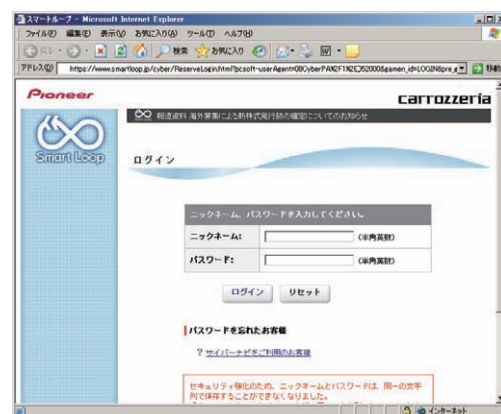 スマートループ - Microsoft Internet Explorer
ファイル(F) 編集(E) 表示(V) お気に入り(A) ツール(T) ヘルプ(H)
戻る 検索 お気に入り
アドレス(D) 移動
Pioneer carrozzeria
Smart Loop
ログイン
ニックネーム、パスワードを入力してください。
ニックネーム: (半角英数)
パスワード: (半角英数)
ログイン リセット
パスワードを忘れたお客様
? サイバーナビをご利用のお客様
セキュリティ強化のため、ニックネームとパスワードは、同一の文字
列で保存することができなくなりました。
インターネット